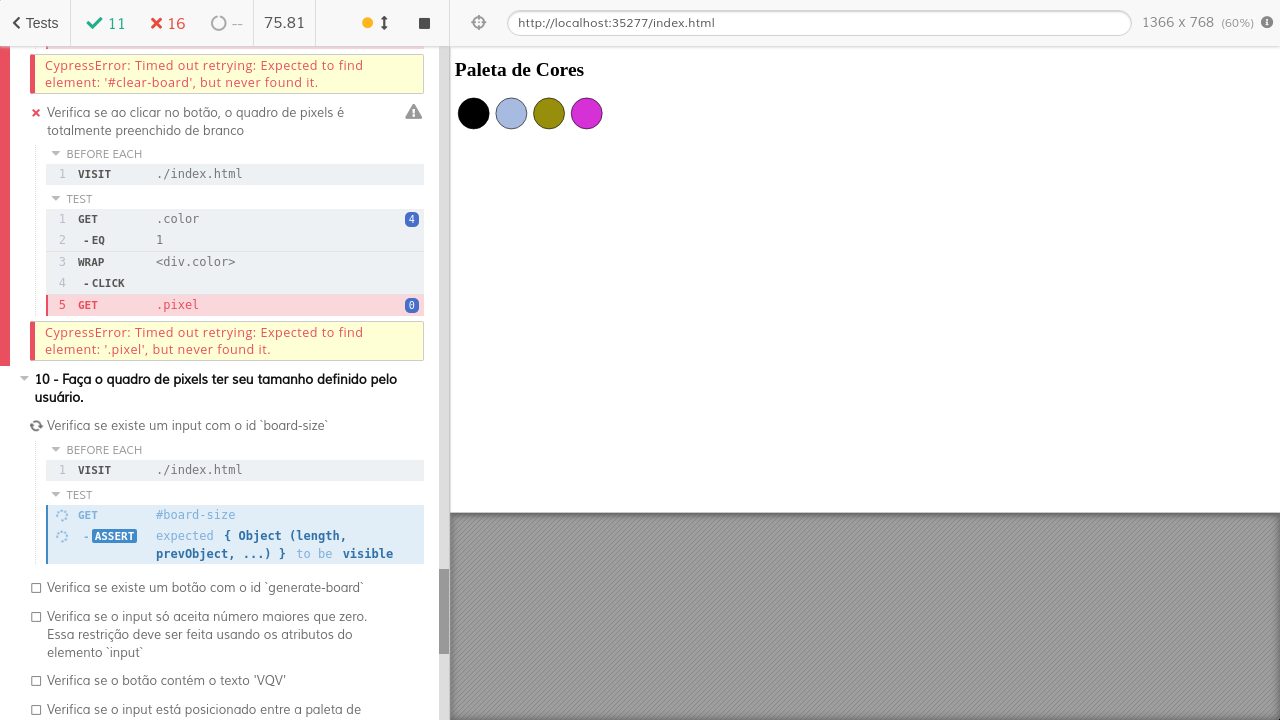 Tests 11 16 -- 75.81
http://localhost:35277/index.html 1366 x 768 (60%)
CypressError: Timed out retrying: Expected to find
element: '#clear-board', but never found it.
Verifica se ao clicar no botão, o quadro de pixels é
totalmente preenchido de branco
BEFORE EACH
1 VISIT ./index.html
TEST
1 GET .color 4
2 -EQ 1
3 WRAP <div.color>
4 -CLICK
5 GET .pixel 0
CypressError: Timed out retrying: Expected to find
element: '.pixel', but never found it.
10 - Faça o quadro de pixels ter seu tamanho definido pelo
usuário.
Verifica se existe um input com o id `board-size`
BEFORE EACH
1 VISIT ./index.html
TEST
GET #board-size
-ASSERT expected { Object (length,
prevObject, ...) } to be visible
Verifica se existe um botão com o id `generate-board`
Verifica se o input só aceita número maiores que zero.
Essa restrição deve ser feita usando os atributos do
elemento `input`
Verifica se o botão contém o texto 'VQV'
Verifica se o input está posicionado entre a paleta de
Paleta de Cores